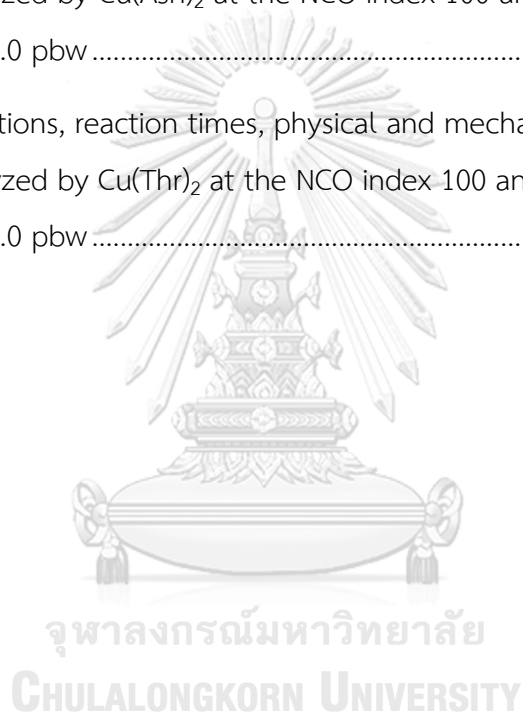 zed by Cu(Asn)₂ at the NCO index 100 an
.0 pbw
tions, reaction times, physical and mecha
yzed by Cu(Thr)₂ at the NCO index 100 an
.0 pbw
จุฬาลงกรณ์มหาวิทยาลัย
CHULALONGKORN UNIVERSITY